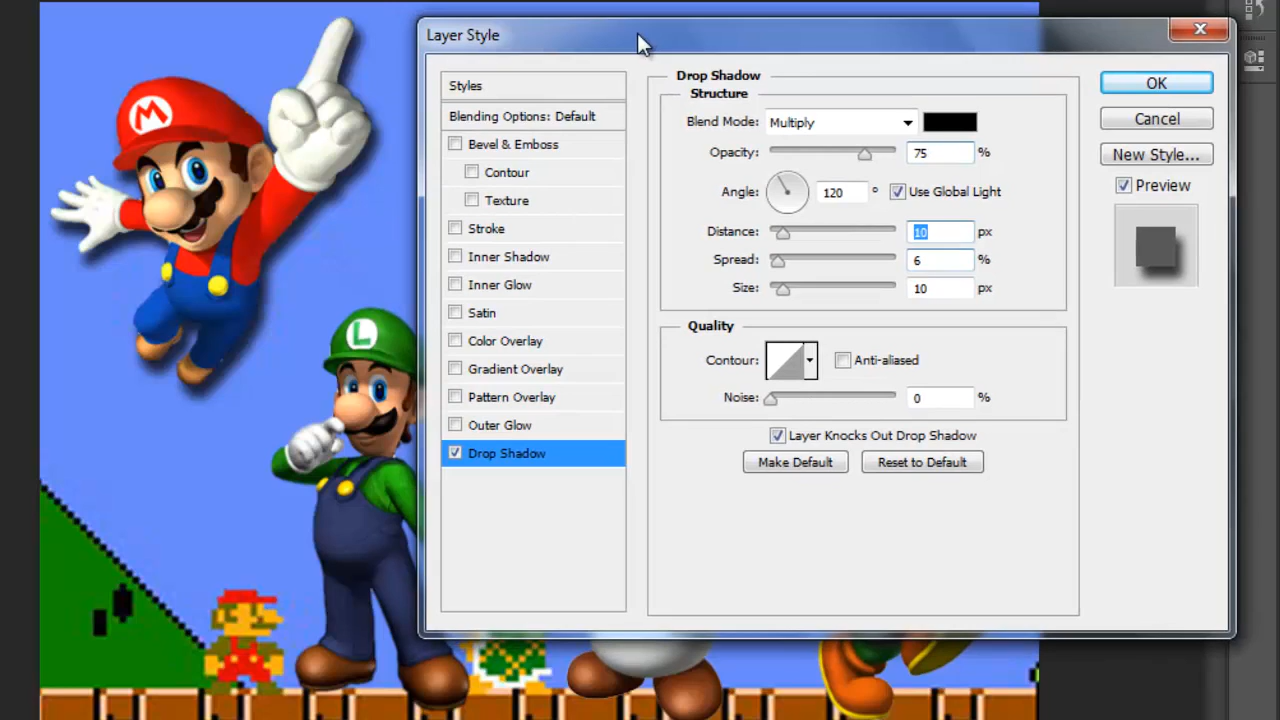 Layer Style
Styles
Blending Options: Default
Bevel & Emboss
Contour
Texture
Stroke
Inner Shadow
Inner Glow
Satin
Color Overlay
Gradient Overlay
Pattern Overlay
Outer Glow
Drop Shadow
Drop Shadow
Structure
Blend Mode: Multiply
Opacity: 75 %
Angle: 120 ° Use Global Light
Distance: 10 px
Spread: 6 %
Size: 10 px
Quality
Contour: Anti-aliased
Noise: 0 %
Layer Knocks Out Drop Shadow
Make Default Reset to Default
OK
Cancel
New Style...
Preview
M
L